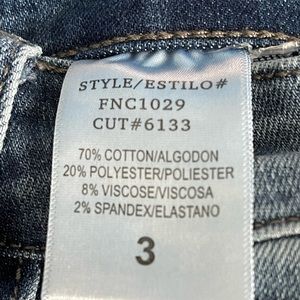 STYLE/ESTILO#
FNC1029
CUT#6133
70% COTTON/ALGODON
20% POLYESTER/POLIESTER
8% VISCOSE/VISCOSA
2% SPANDEX/ELASTANO
3